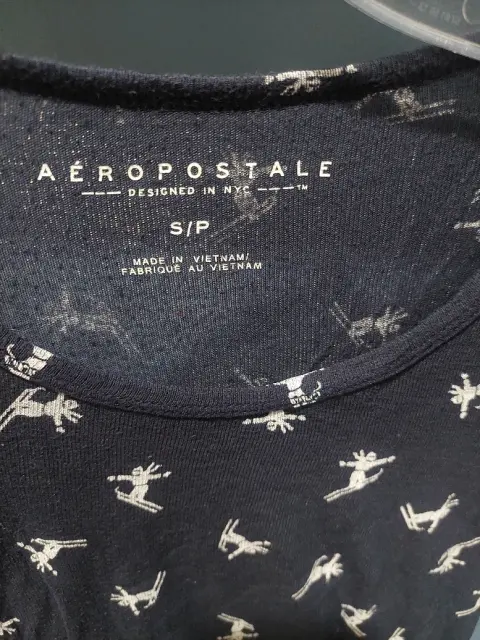 AÉROPOSTALE
--- DESIGNED IN NYC ---™
S/P
MADE IN VIETNAM/
FABRIQUÉ AU VIETNAM